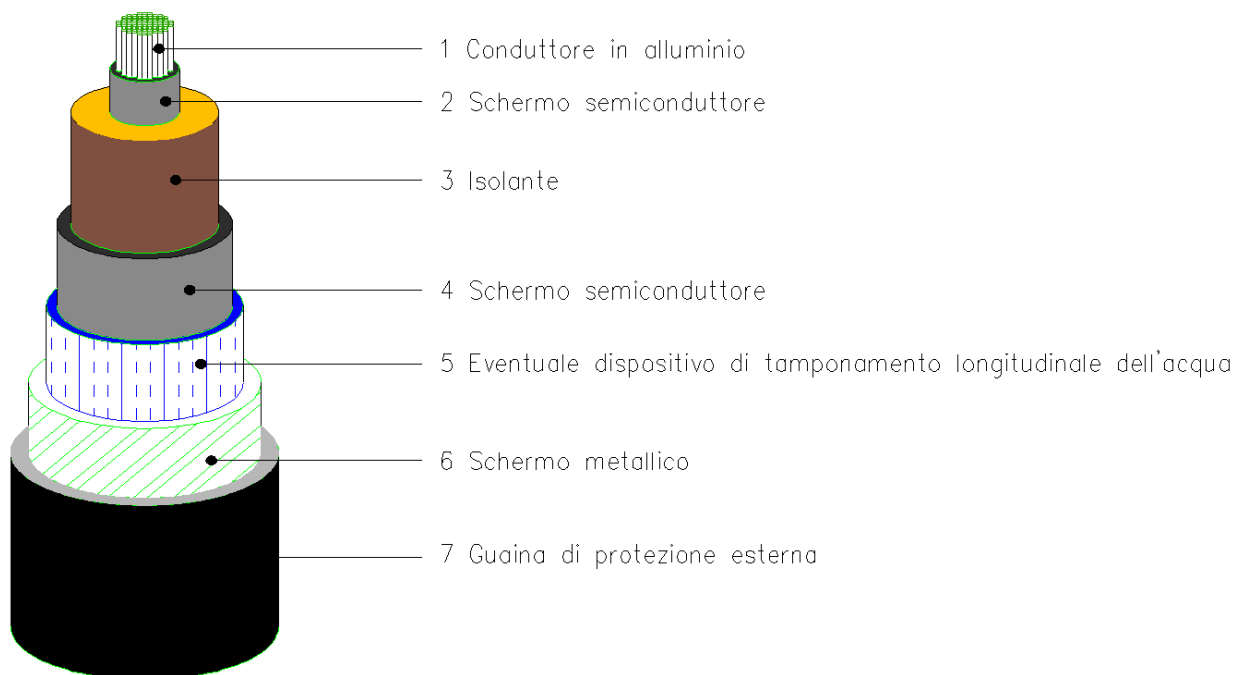 1 Conduttore in alluminio
2 Schermo semiconduttore
3 Isolante
4 Schermo semiconduttore
5 Eventuale dispositivo di tamponamento longitudinale dell'acqua
6 Schermo metallico
7 Guaina di protezione esterna